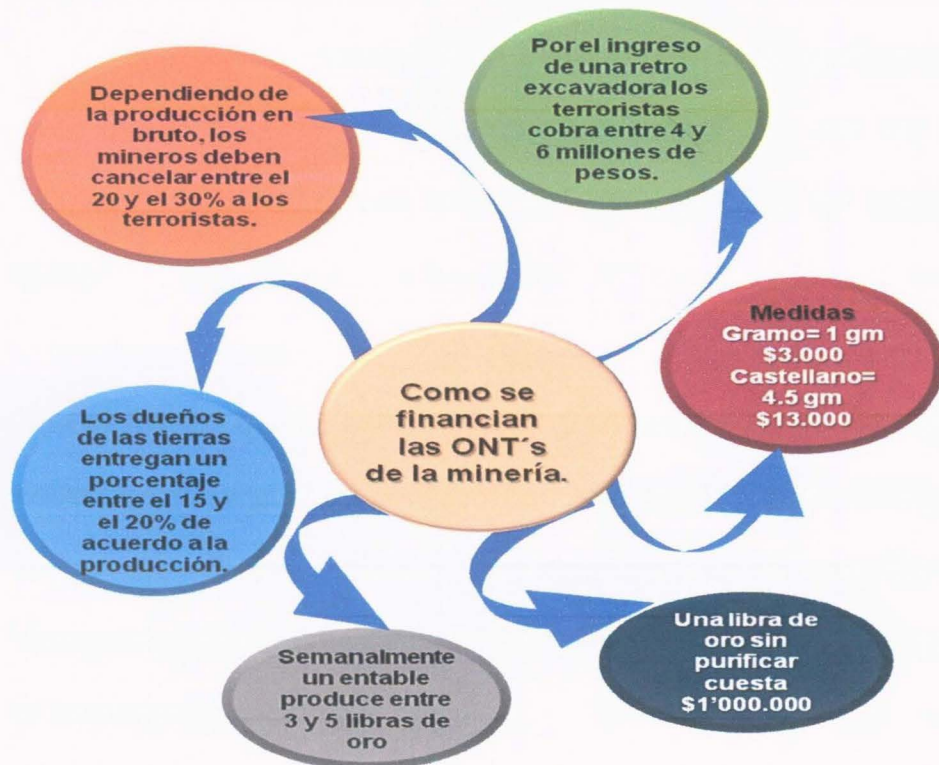 Dependiendo de
la producción en
bruto, los
mineros deben
cancelar entre el
20 y el 30% a los
terroristas.
Por el ingreso
de una retro
excavadora los
terroristas
cobra entre 4 y
6 millones de
pesos.
Medidas
Gramo= 1 gm
$3.000
Castellano=
4.5 gm
$13.000
Como se
financian
las ONT´s
de la minería.
Los dueños
de las tierras
entregan un
porcentaje
entre el 15 y
el 20% de
acuerdo a la
producción.
Semanalmente
un entable
produce entre
3 y 5 libras de
oro
Una libra de
oro sin
purificar
cuesta
$1'000.000